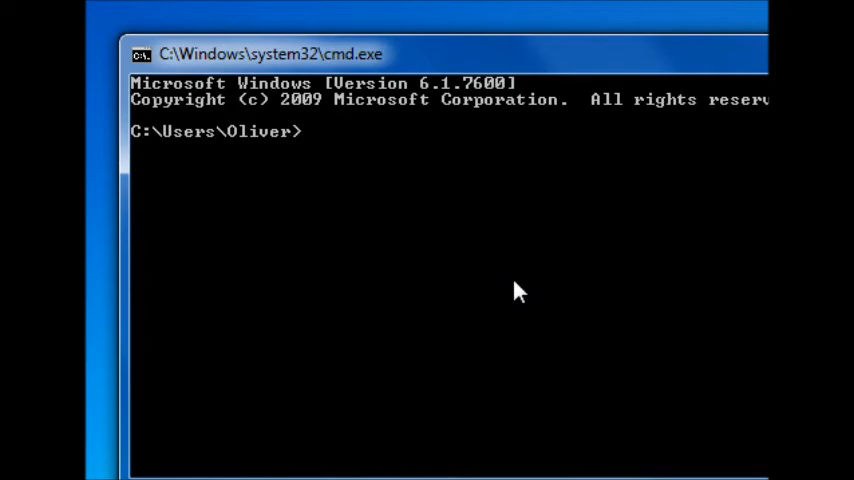 C:\Windows\system32\cmd.exe
Microsoft Windows [Version 6.1.7600]
Copyright (c) 2009 Microsoft Corporation. All rights reserv
C:\Users\Oliver>